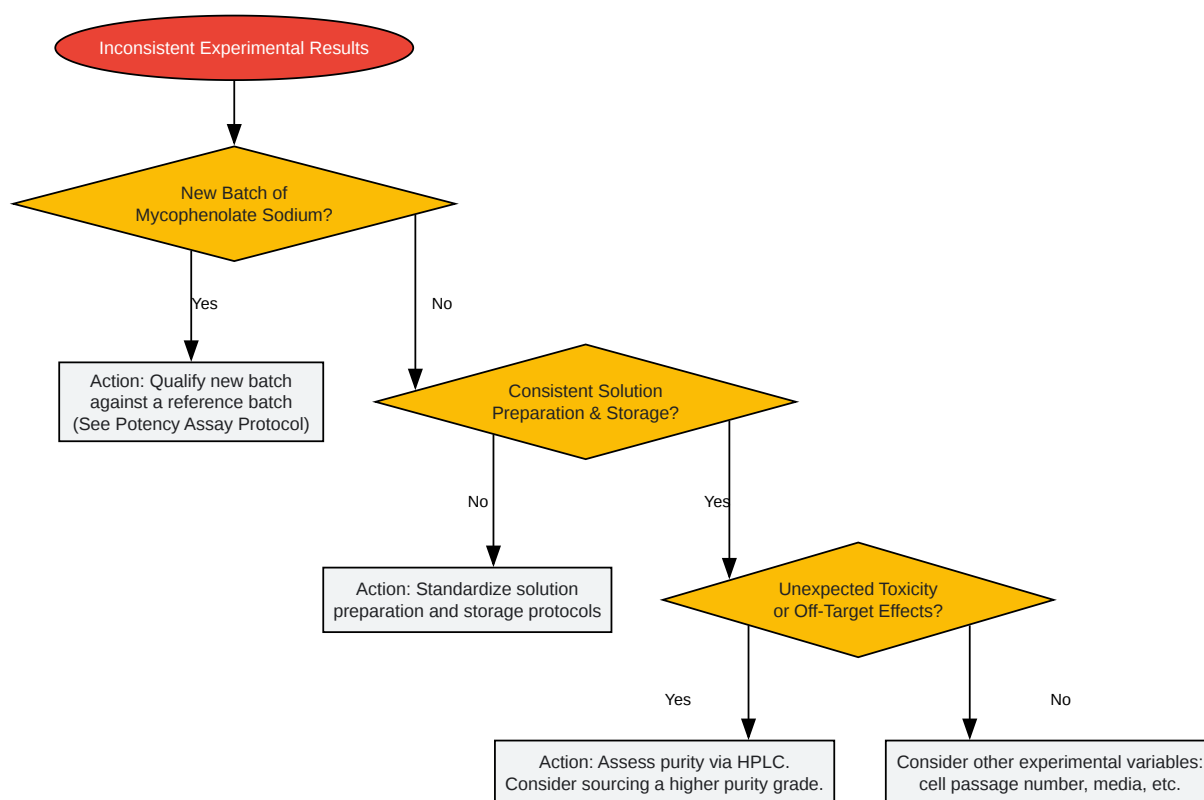 Inconsistent Experimental Results
New Batch of
Mycophenolate Sodium?
Yes
No
Action: Qualify new batch
against a reference batch
(See Potency Assay Protocol)
Consistent Solution
Preparation & Storage?
No
Yes
Action: Standardize solution
preparation and storage protocols
Unexpected Toxicity
or Off-Target Effects?
Yes
No
Action: Assess purity via HPLC.
Consider sourcing a higher purity grade.
Consider other experimental variables:
cell passage number, media, etc.